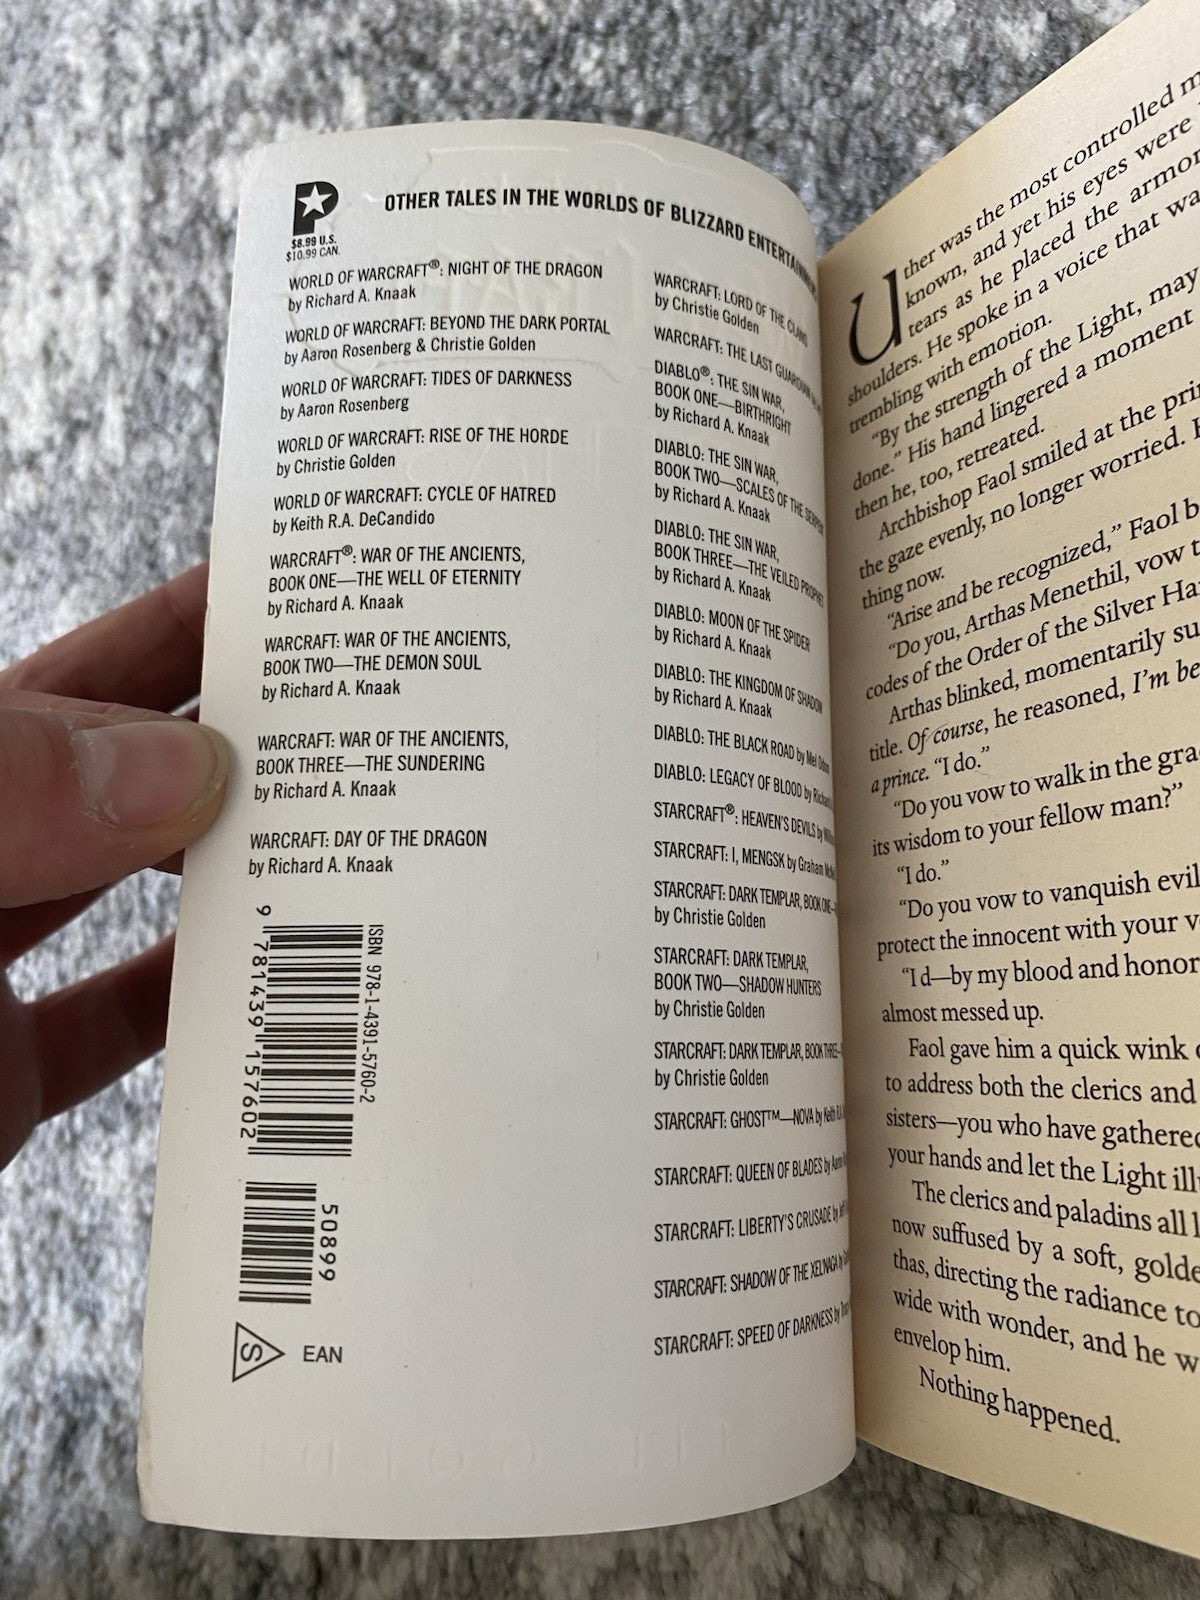 P
$8.99 U.S.
$10.99 CAN.
OTHER TALES IN THE WORLDS OF BLIZZARD
WORLD OF WARCRAFT®: NIGHT OF THE DRAGON
by Richard A. Knaak
WORLD OF WARCRAFT: BEYOND THE DARK PORTAL
by Aaron Rosenberg & Christie Golden
WORLD OF WARCRAFT: TIDES OF DARKNESS
by Aaron Rosenberg
WORLD OF WARCRAFT: RISE OF THE HORDE
by Christie Golden
WORLD OF WARCRAFT: CYCLE OF HATRED
by Keith R.A. DeCandido
WARCRAFT®: WAR OF THE ANCIENTS,
BOOK ONE—THE WELL OF ETERNITY
by Richard A. Knaak
WARCRAFT: WAR OF THE ANCIENTS,
BOOK TWO—THE DEMON SOUL
by Richard A. Knaak
WARCRAFT: WAR OF THE ANCIENTS,
BOOK THREE—THE SUNDERING
by Richard A. Knaak
WARCRAFT: DAY OF THE DRAGON
by Richard A. Knaak
ISBN 978-1-4391-5760-2
9 781439 157602
50899
S EAN
WARCRAFT: LORD OF THE CLANS
by Christie Golden
WARCRAFT: THE LAST GUARDIAN
DIABLO®: THE SIN WAR,
BOOK ONE—BIRTHRIGHT
by Richard A. Knaak
DIABLO: THE SIN WAR,
BOOK TWO—SCALES OF THE
by Richard A. Knaak
DIABLO: THE SIN WAR,
BOOK THREE—THE VEILED PROPHET
by Richard A. Knaak
DIABLO: MOON OF THE SPIDER
by Richard A. Knaak
DIABLO: THE KINGDOM OF SHADOW
by Richard A. Knaak
DIABLO: THE BLACK ROAD by Mel
DIABLO: LEGACY OF BLOOD by
STARCRAFT®: HEAVEN'S DEVILS by
STARCRAFT: I, MENGSK by Graham
STARCRAFT: DARK TEMPLAR, BOOK ONE—
by Christie Golden
STARCRAFT: DARK TEMPLAR,
BOOK TWO—SHADOW HUNTERS
by Christie Golden
STARCRAFT: DARK TEMPLAR, BOOK THREE—
by Christie Golden
STARCRAFT: GHOST™—NOVA by Keith
STARCRAFT: QUEEN OF BLADES by
STARCRAFT: LIBERTY'S CRUSADE by
STARCRAFT: SHADOW OF THE XEL'NAGA by
STARCRAFT: SPEED OF DARKNESS by
Uther was the most controlled
known, and yet his eyes were
tears as he placed the
shoulders. He spoke in a voice that
trembling with emotion.
"By the strength of the Light, may
done." His hand lingered a moment
then he, too, retreated.
Archbishop Faol smiled at the
the gaze evenly, no longer worried.
thing now.
"Arise and be recognized," Faol
"Do you, Arthas Menethil, vow
codes of the Order of the Silver
Arthas blinked, momentarily
title. Of course, he reasoned, I'm
a prince. "I do."
"Do you vow to walk in the
its wisdom to your fellow man?"
"I do."
"Do you vow to vanquish evil
protect the innocent with your
"I d—by my blood and honor
almost messed up.
Faol gave him a quick wink
to address both the clerics and
sisters—you who have
your hands and let the Light
The clerics and paladins all
now suffused by a soft,
thas, directing the radiance to
wide with wonder, and he
envelop him.
Nothing happened.